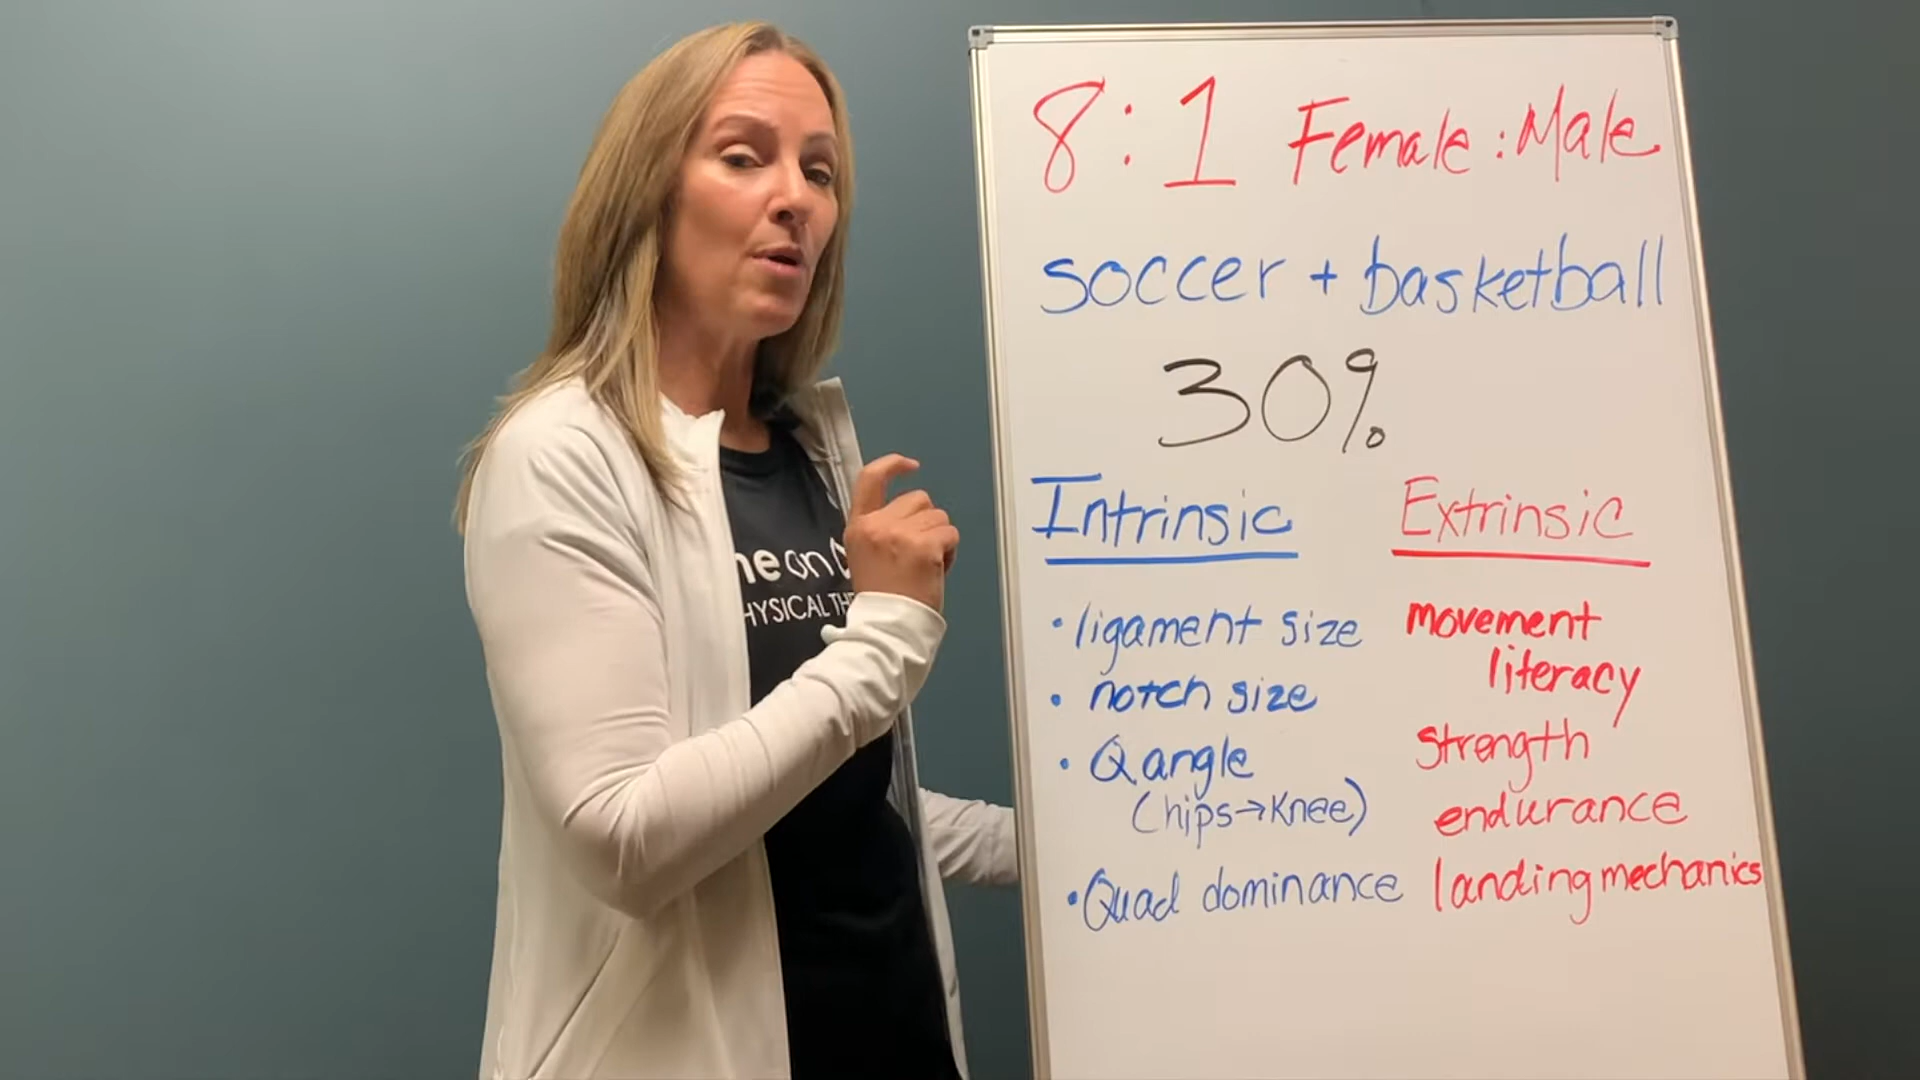 8:1 Female:Male
soccer + basketball
30%
Intrinsic
• ligament size
• notch size
• Q angle
(hips→knee)
• Quad dominance
Extrinsic
movement
literacy
Strength
endurance
landing mechanics
on